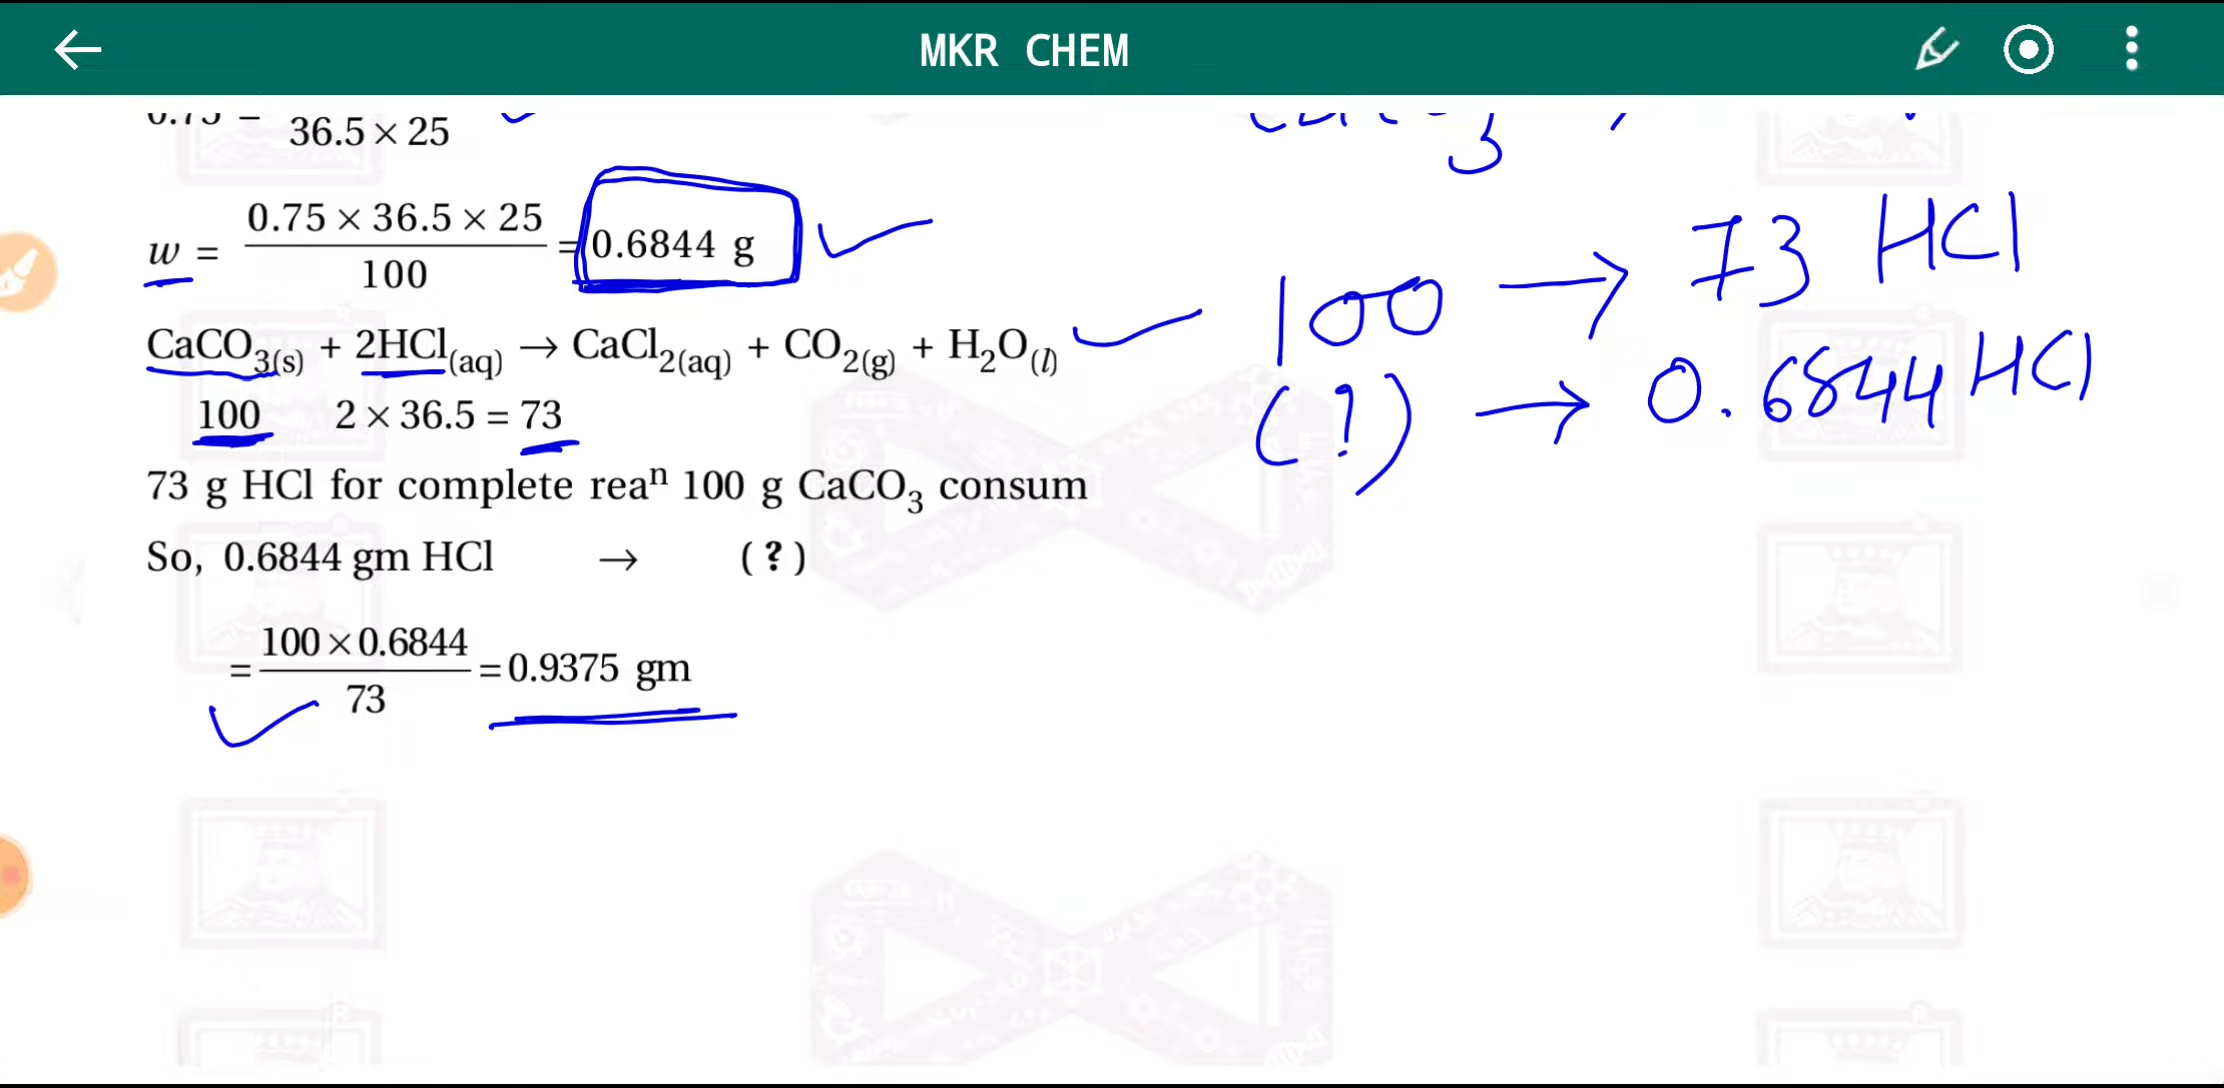 MKR CHEM
36.5 × 25
w = 0.75 × 36.5 × 25 / 100 = 0.6844 g
CaCO₃(s) + 2HCl(aq) → CaCl₂(aq) + CO₂(g) + H₂O(l)
100 2 × 36.5 = 73
73 g HCl for complete reaⁿ 100 g CaCO₃ consum
So, 0.6844 gm HCl → (?)
= 100 × 0.6844 / 73 = 0.9375 gm
100 → 73 HCl
(?) → 0.6844 HCl